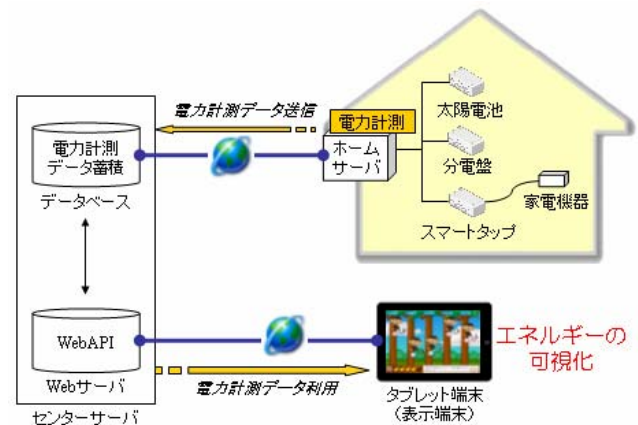 電力計測データ送信
電力計測
データ蓄積
データベース
電力計測
ホーム
サーバ
太陽電池
分電盤
スマートタップ
家電機器
WebAPI
Webサーバ
センターサーバ
電力計測データ利用
タブレット端末
(表示端末)
エネルギーの
可視化